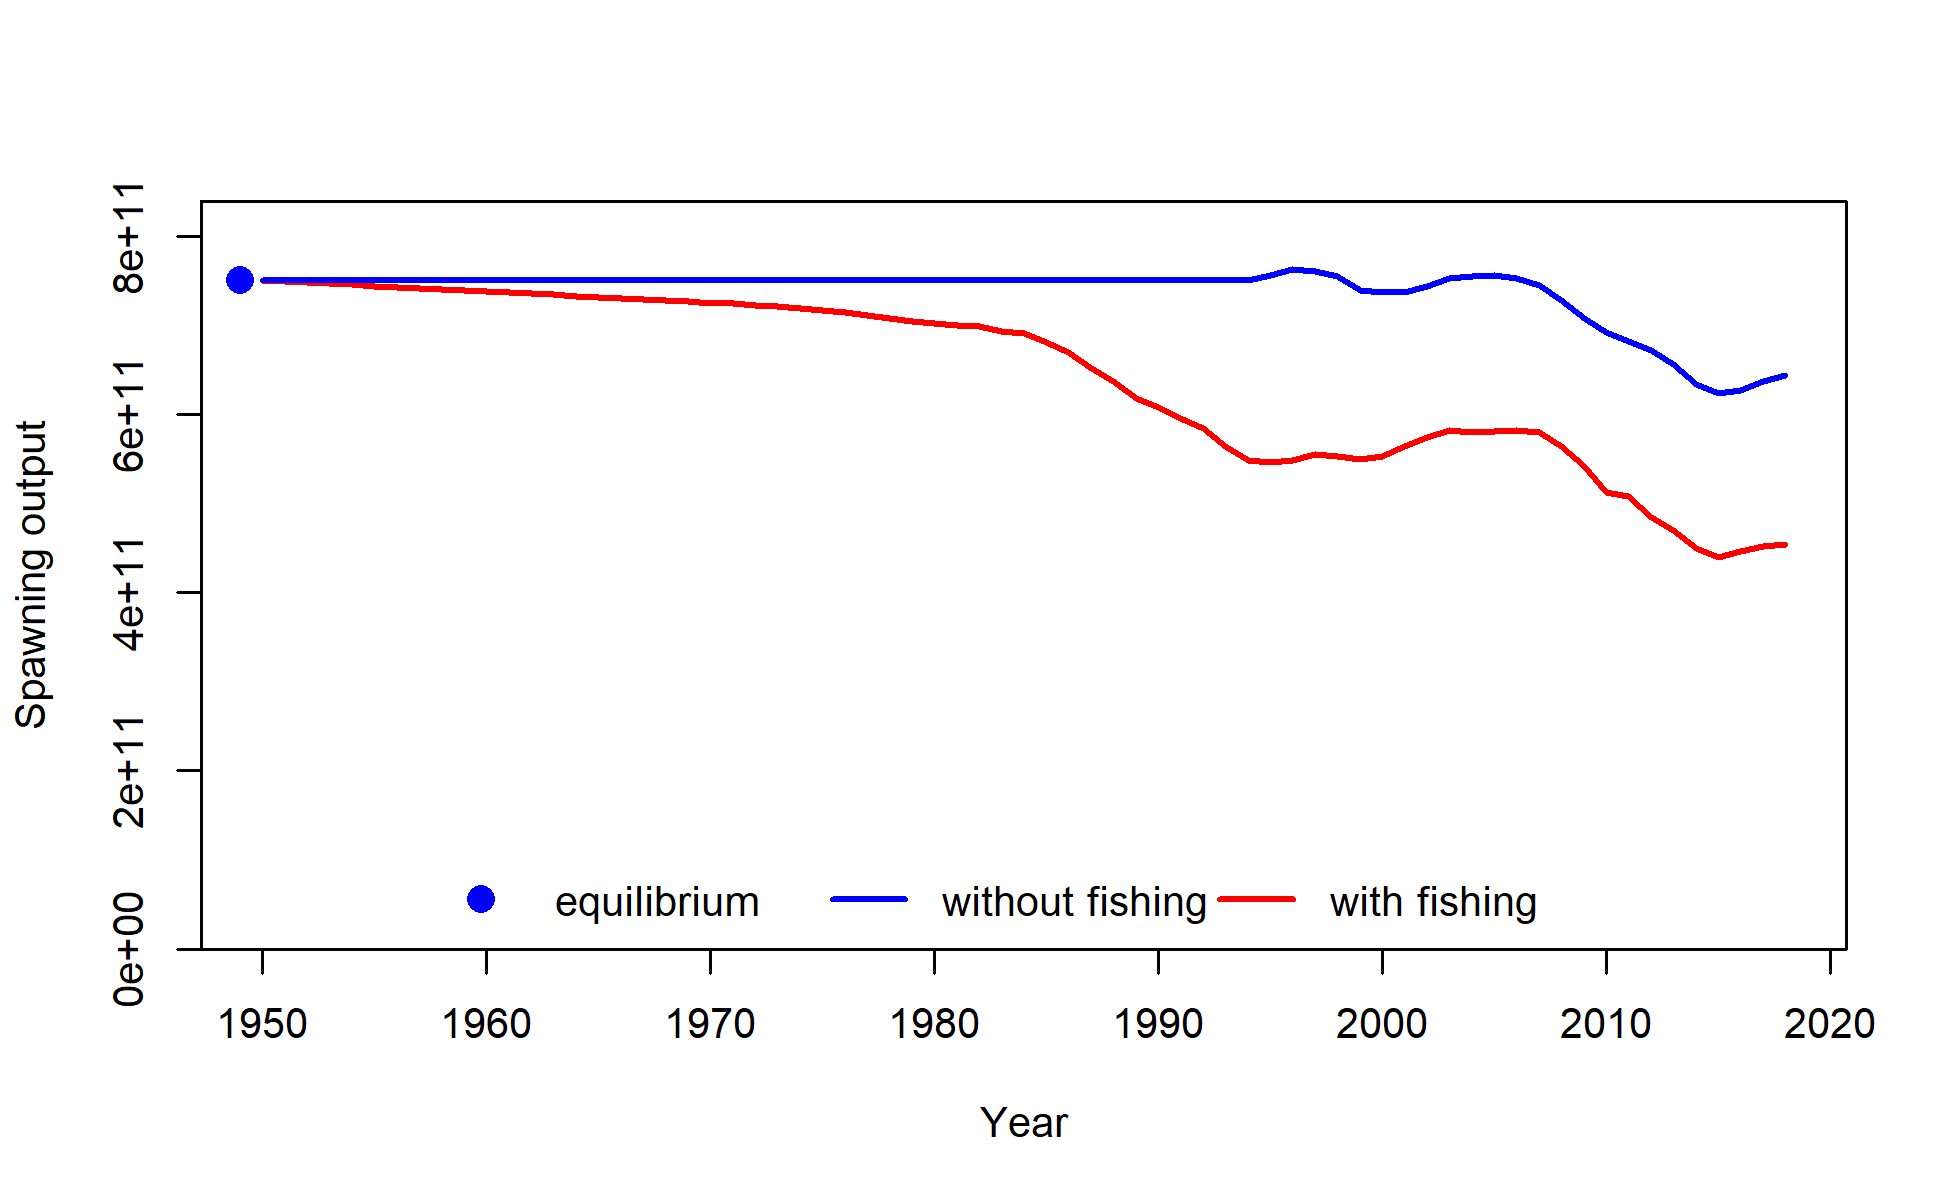 Spawning output
8e+11
6e+11
4e+11
2e+11
0e+00
equilibrium without fishing with fishing
1950 1960 1970 1980 1990 2000 2010 2020
Year